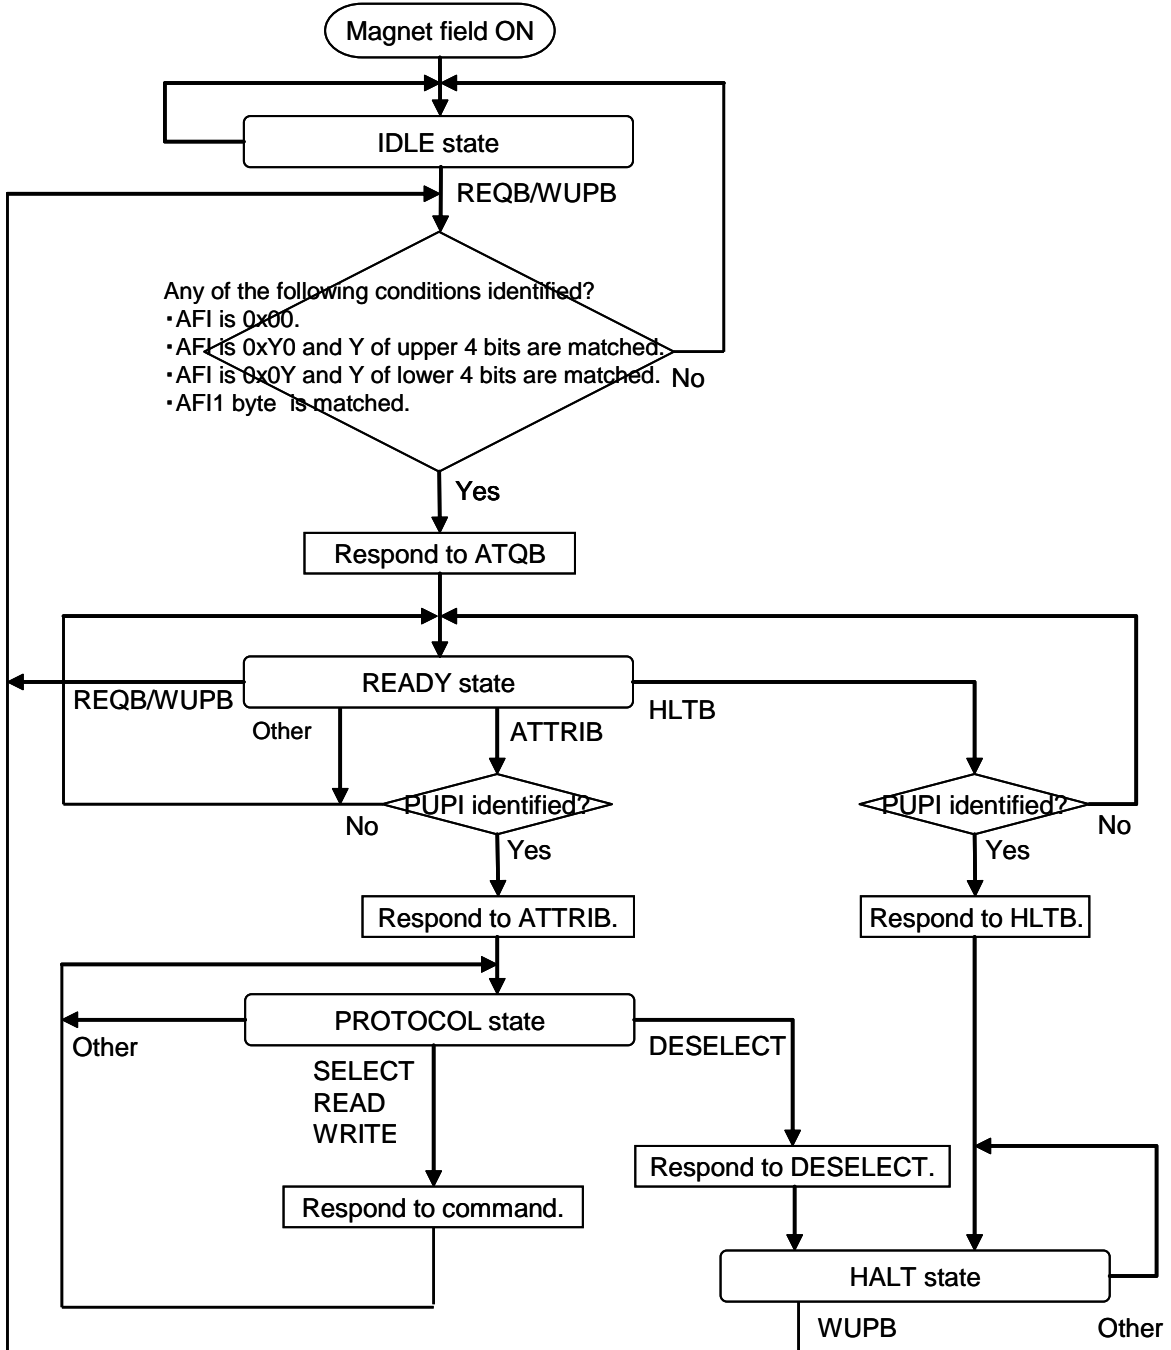 Magnet field ON
IDLE state
REQB/WUPB
Any of the following conditions identified?
・AFI is 0x00.
・AFI is 0xY0 and Y of upper 4 bits are matched.
・AFI is 0x0Y and Y of lower 4 bits are matched.
No
・AFI1 byte is matched.
Yes
Respond to ATQB
READY state
REQB/WUPB
HLTB
Other
ATTRIB
PUPI identified?
PUPI identified?
No
No
Yes
Yes
Respond to ATTRIB.
Respond to HLTB.
PROTOCOL state
Other
DESELECT
SELECT
READ
WRITE
Respond to DESELECT.
Respond to command.
HALT state
WUPB
Other